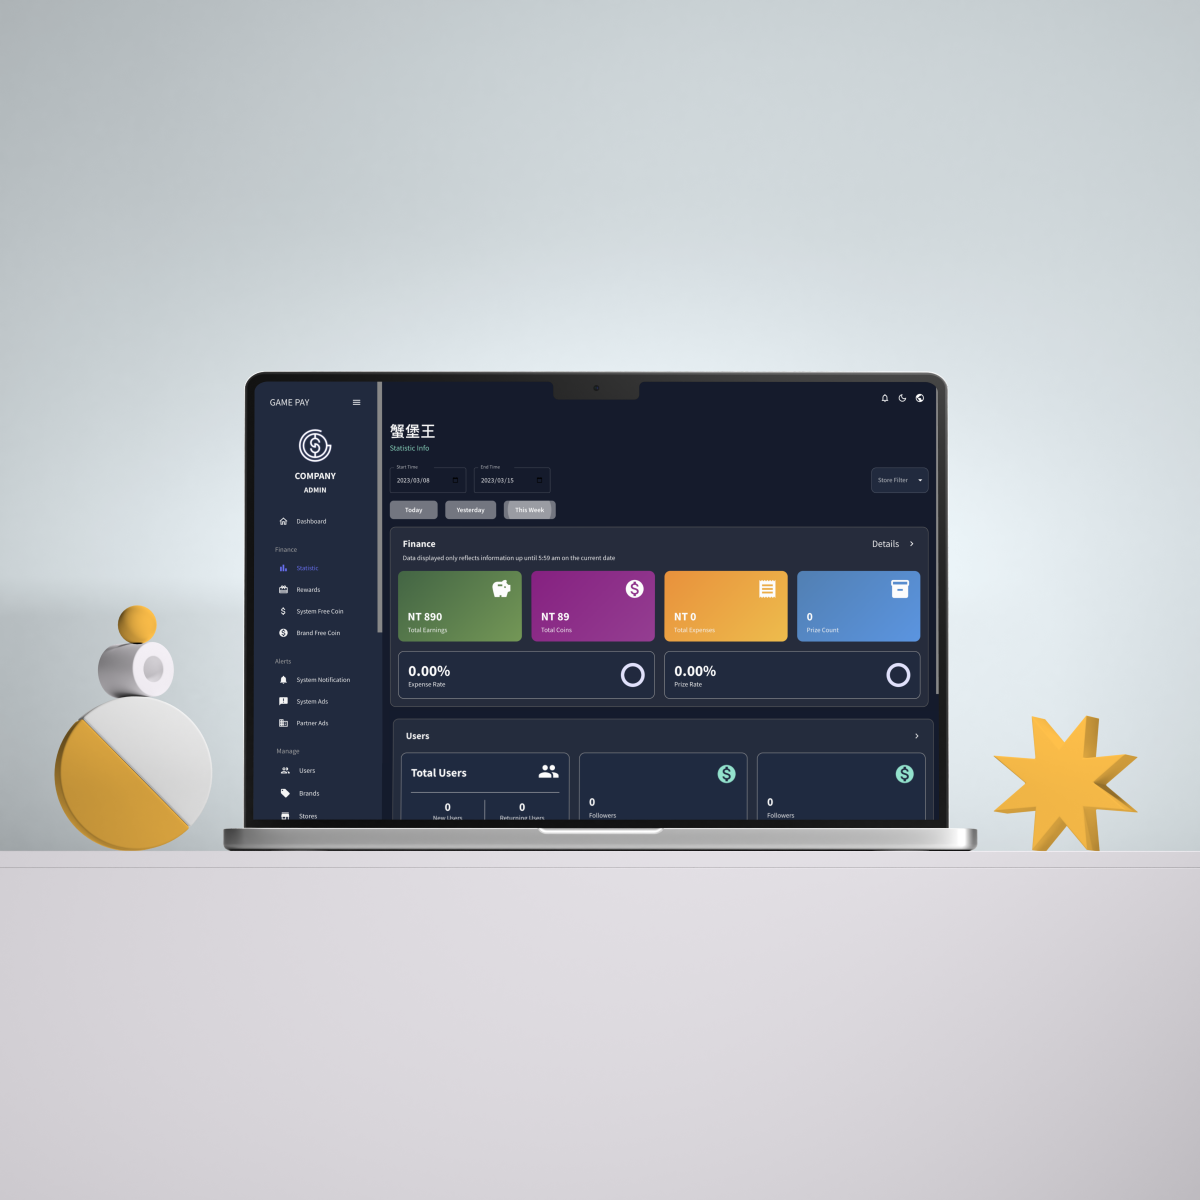 GAME PAY
COMPANY
ADMIN
Dashboard
Finance
Statistic
Rewards
System Free Coin
Brand Free Coin
Alerts
System Notification
System Ads
Partner Ads
Manage
Users
Brands
Stores
蟹堡王
Statistic Info
Start Time
2023/03/08
End Time
2023/03/15
Store Filter
Today
Yesterday
This Week
Finance
Details
Data displayed only reflects information up until 5:59 am on the current date
NT 890
Total Earnings
NT 89
Total Coins
NT 0
Total Expenses
0
Prize Count
0.00%
Expense Rate
0.00%
Prize Rate
Users
Total Users
0
New Users
0
Returning Users
0
Followers
0
Followers